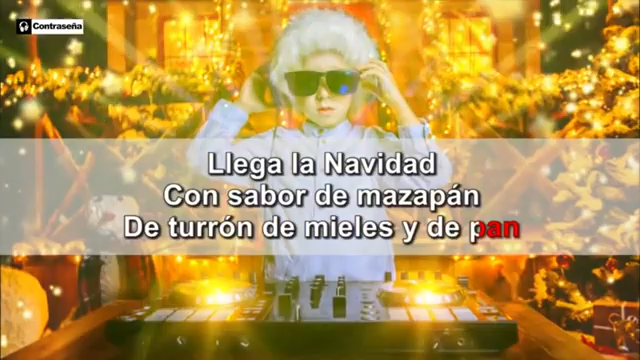 Contraseña
Llega la Navidad
Con sabor de mazapán
De turrón de mieles y de pan